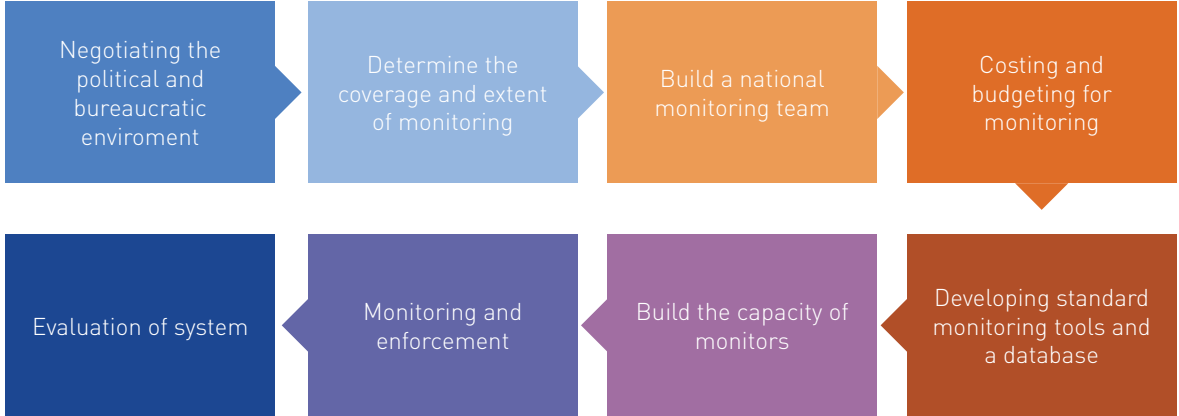 Negotiating the
political and
bureaucratic
enviroment
Determine the
coverage and extent
of monitoring
Build a national
monitoring team
Costing and
budgeting for
monitoring
Developing standard
monitoring tools and
a database
Build the capacity of
monitors
Monitoring and
enforcement
Evaluation of system